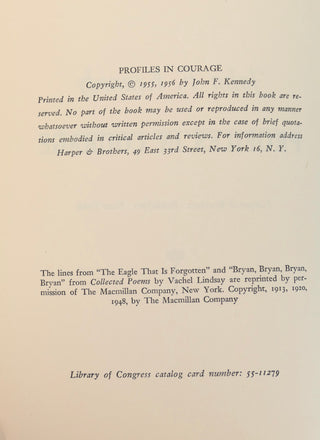 PROFILES IN COURAGE
Copyright, © 1955, 1956 by John F. Kennedy
Printed in the United States of America. All rights in this book are re-
served. No part of the book may be used or reproduced in any manner
whatsoever without written permission except in the case of brief quota-
tions embodied in critical articles and reviews. For information address
Harper & Brothers, 49 East 33rd Street, New York 16, N. Y.
The lines from "The Eagle That Is Forgotten" and "Bryan, Bryan, Bryan,
Bryan" from Collected Poems by Vachel Lindsay are reprinted by per-
mission of The Macmillan Company, New York. Copyright, 1913, 1920,
1948, by The Macmillan Company
Library of Congress catalog card number: 55-11279